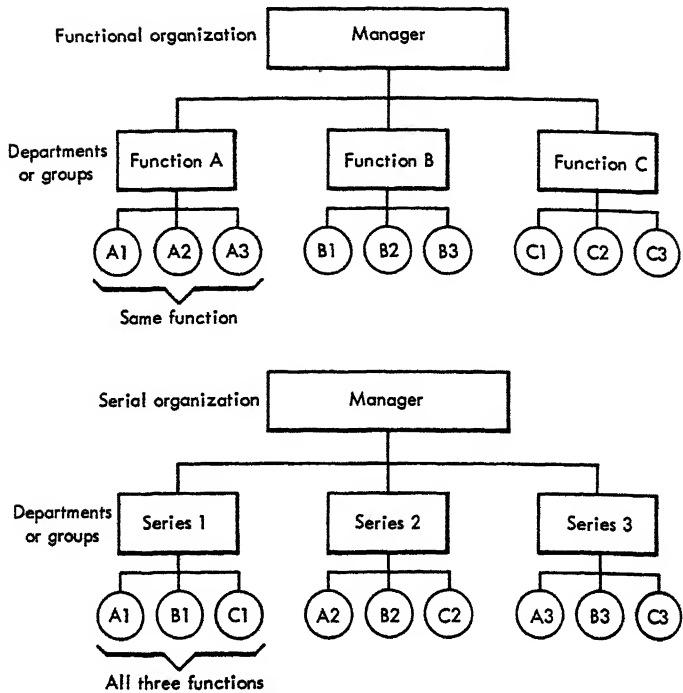 Functional organization
Manager
Departments
or groups
Function A
Function B
Function C
A1 A2 A3 B1 B2 B3 C1 C2 C3
Same function
Serial organization
Manager
Departments
or groups
Series 1
Series 2
Series 3
A1 B1 C1 A2 B2 C2 A3 B3 C3
All three functions